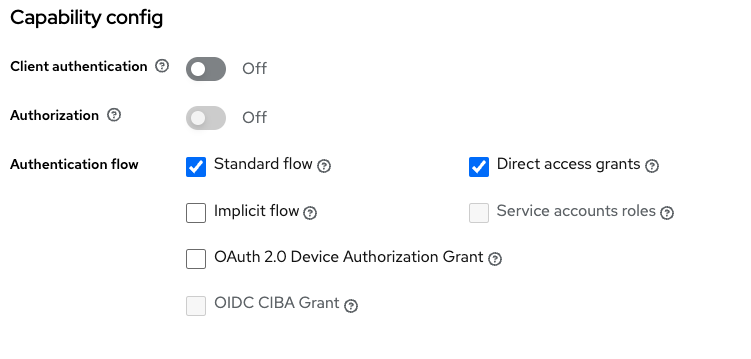 Capability config
Client authentication ? Off
Authorization ? Off
Authentication flow Standard flow ? Direct access grants ?
Implicit flow ? Service accounts roles ?
OAuth 2.0 Device Authorization Grant ?
OIDC CIBA Grant ?